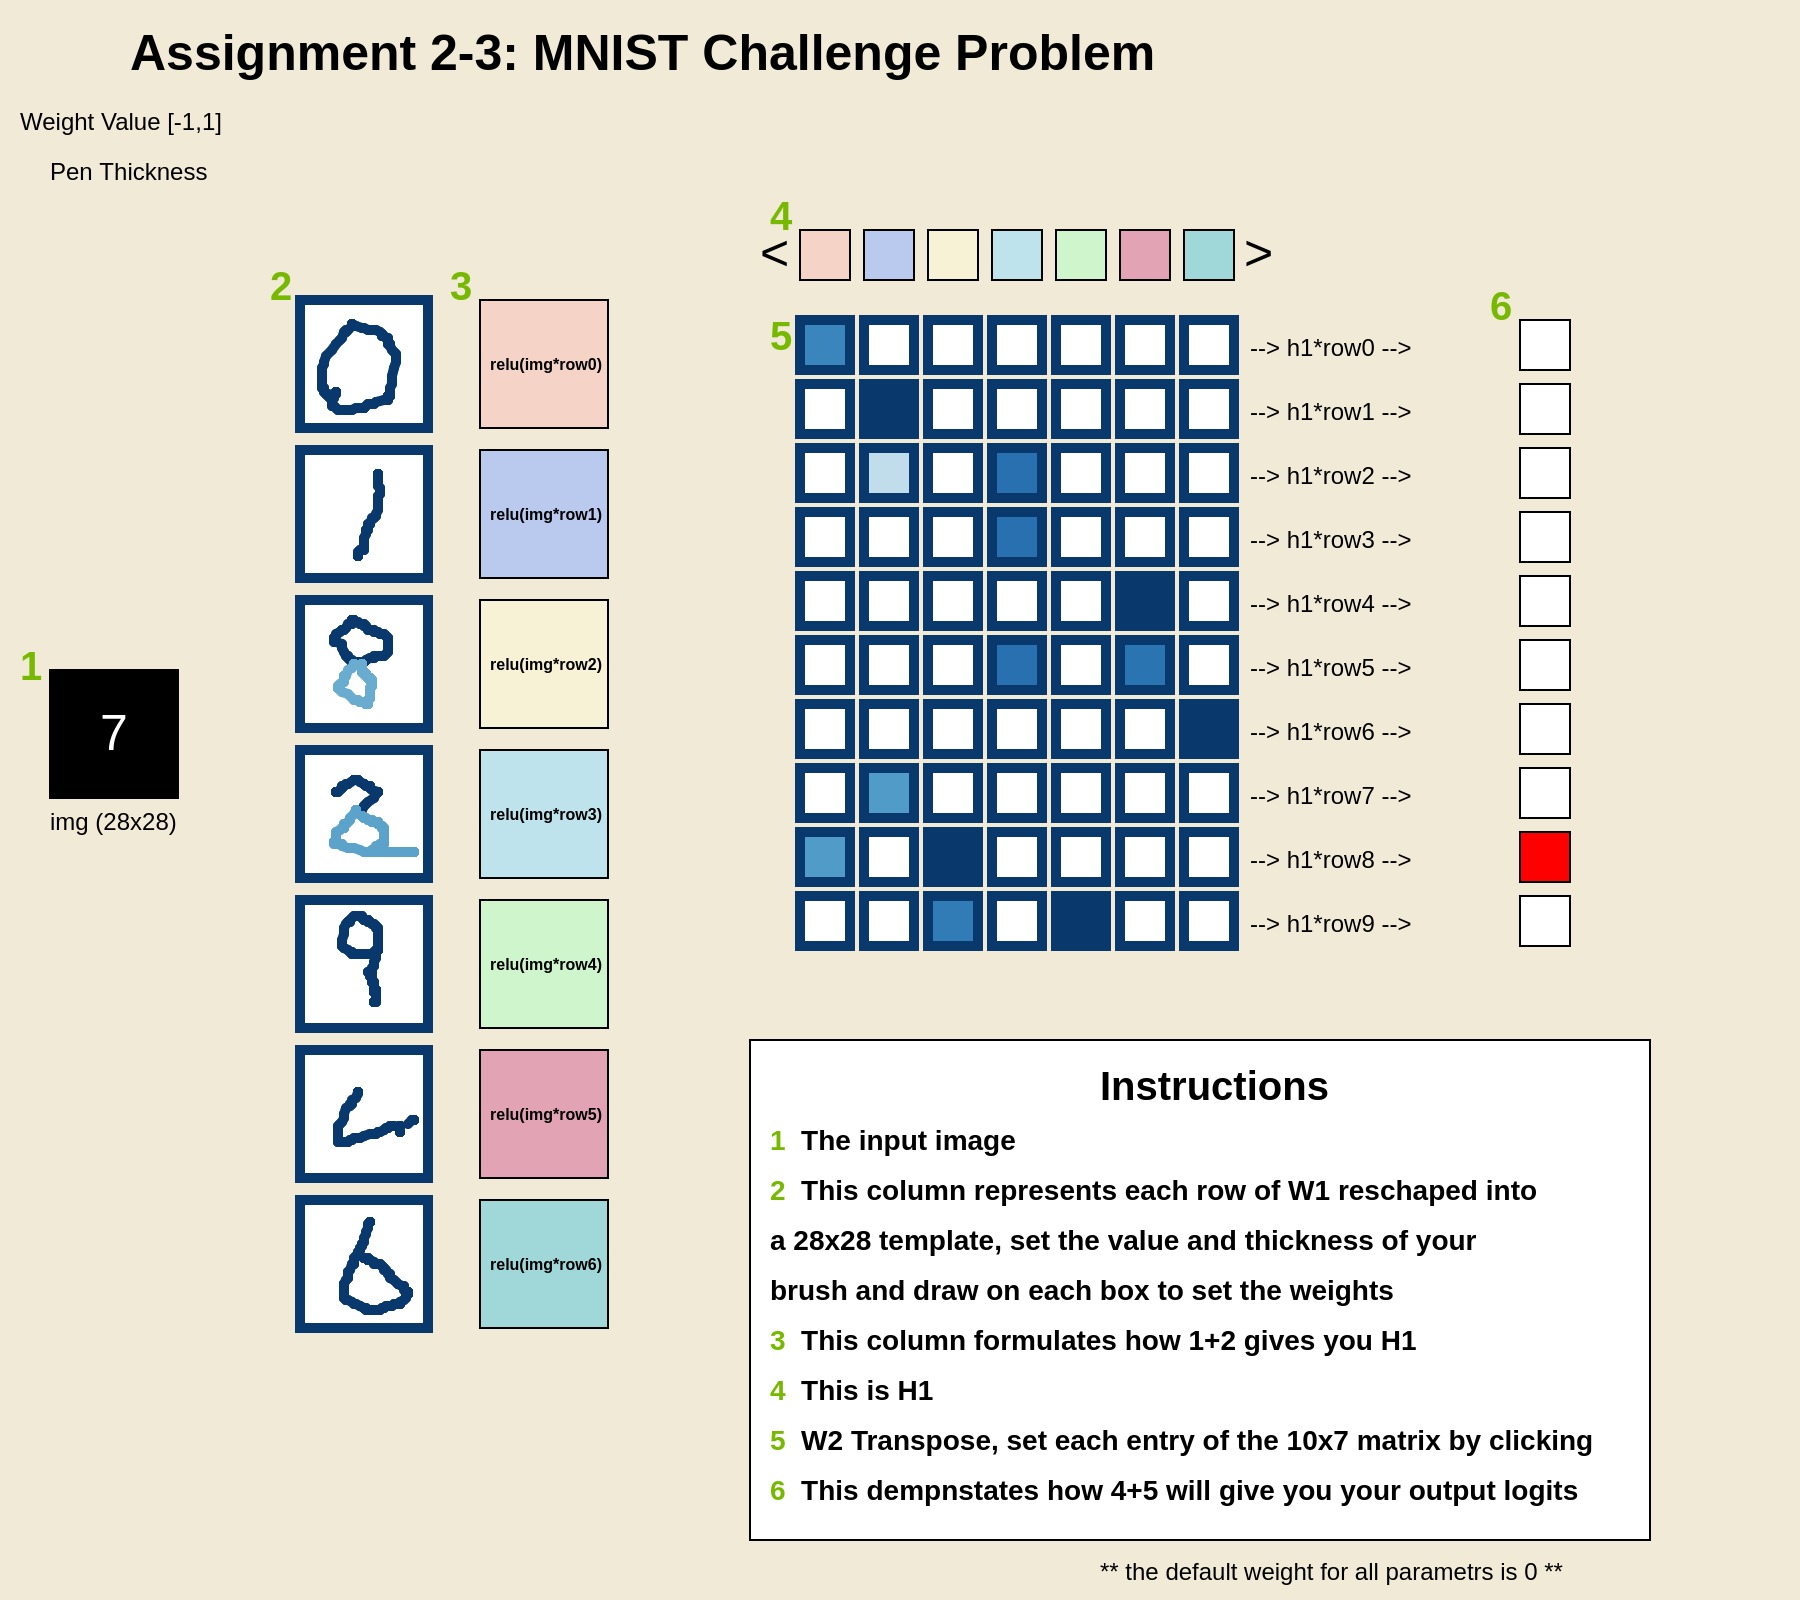 Assignment 2-3: MNIST Challenge Problem
Weight Value [-1,1]
Pen Thickness
4
< >
2
3
6
5
relu(img*row0)
--> h1*row0 -->
--> h1*row1 -->
--> h1*row2 -->
relu(img*row1)
--> h1*row3 -->
--> h1*row4 -->
relu(img*row2)
--> h1*row5 -->
1
7
--> h1*row6 -->
--> h1*row7 -->
relu(img*row3)
img (28x28)
--> h1*row8 -->
--> h1*row9 -->
relu(img*row4)
relu(img*row5)
relu(img*row6)
Instructions
1 The input image
2 This column represents each row of W1 reschaped into
a 28x28 template, set the value and thickness of your
brush and draw on each box to set the weights
3 This column formulates how 1+2 gives you H1
4 This is H1
5 W2 Transpose, set each entry of the 10x7 matrix by clicking
6 This dempnstates how 4+5 will give you your output logits
** the default weight for all parametrs is 0 **